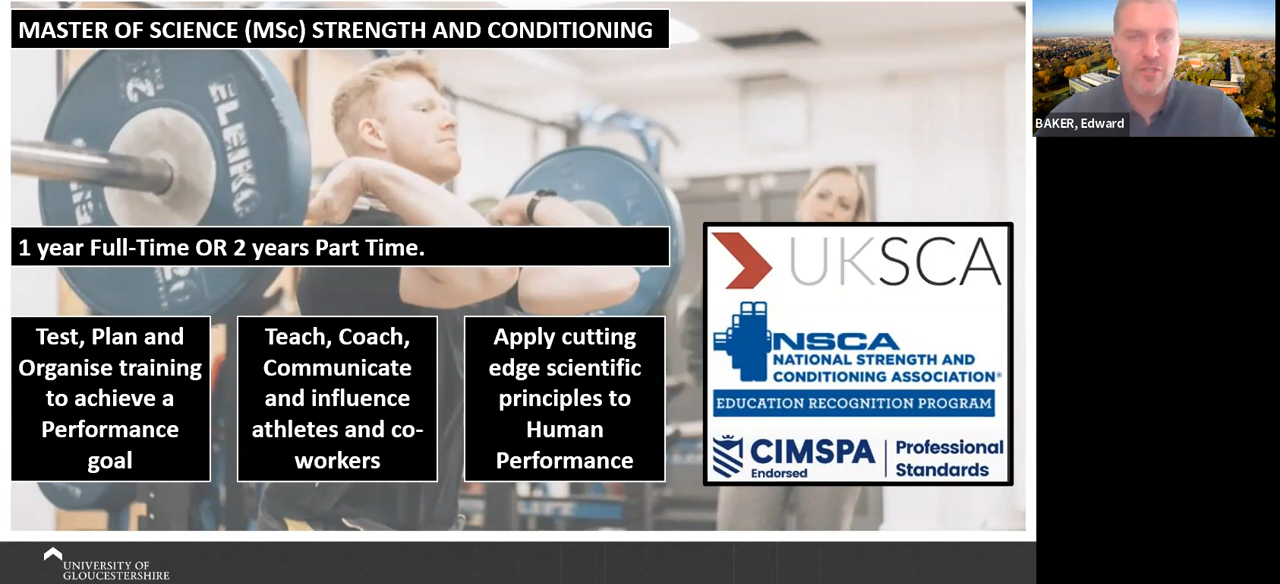 MASTER OF SCIENCE (MSc) STRENGTH AND CONDITIONING
BAKER, Edward
ELEIKO
1 year Full-Time OR 2 years Part Time.
Test, Plan and
Organise training
to achieve a
Performance
goal
Teach, Coach,
Communicate
and influence
athletes and co-
workers
Apply cutting
edge scientific
principles to
Human
Performance
UKSCA
NSCA
NATIONAL STRENGTH AND
CONDITIONING ASSOCIATION®
EDUCATION RECOGNITION PROGRAM
CIMSPA
Endorsed
Professional
Standards
UNIVERSITY OF
GLOUCESTERSHIRE